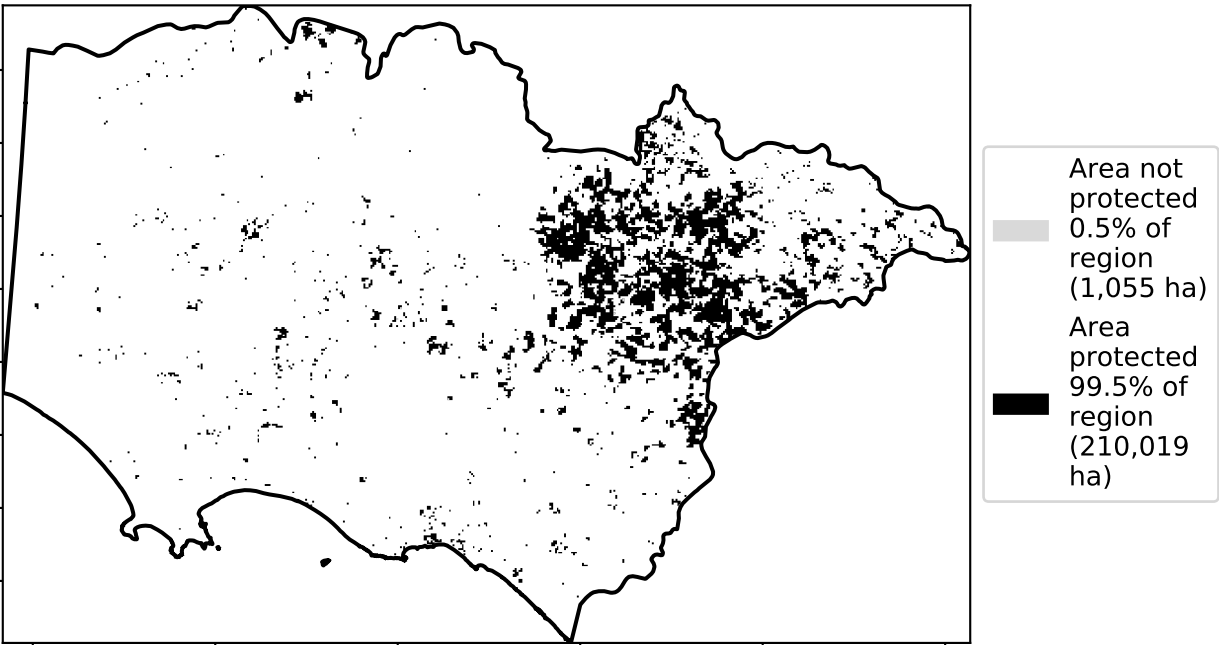 Area not
protected
0.5% of
region
(1,055 ha)
Area
protected
99.5% of
region
(210,019
ha)